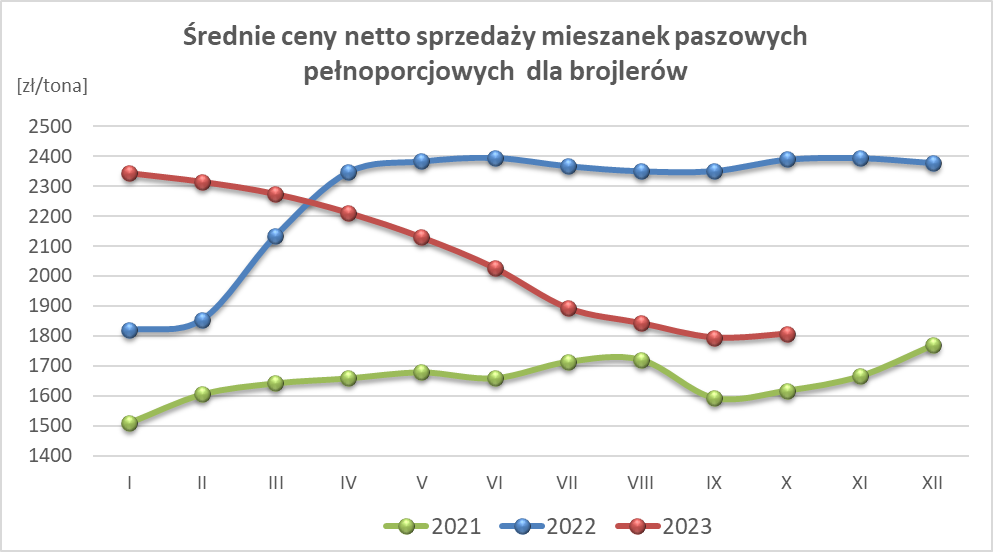 Średnie ceny netto sprzedaży mieszanek paszowych
pełnoporcjowych dla brojlerów
[zł/tona]
2500
2400
2300
2200
2100
2000
1900
1800
1700
1600
1500
1400
I II III IV V VI VII VIII IX X XI XII
2021 2022 2023